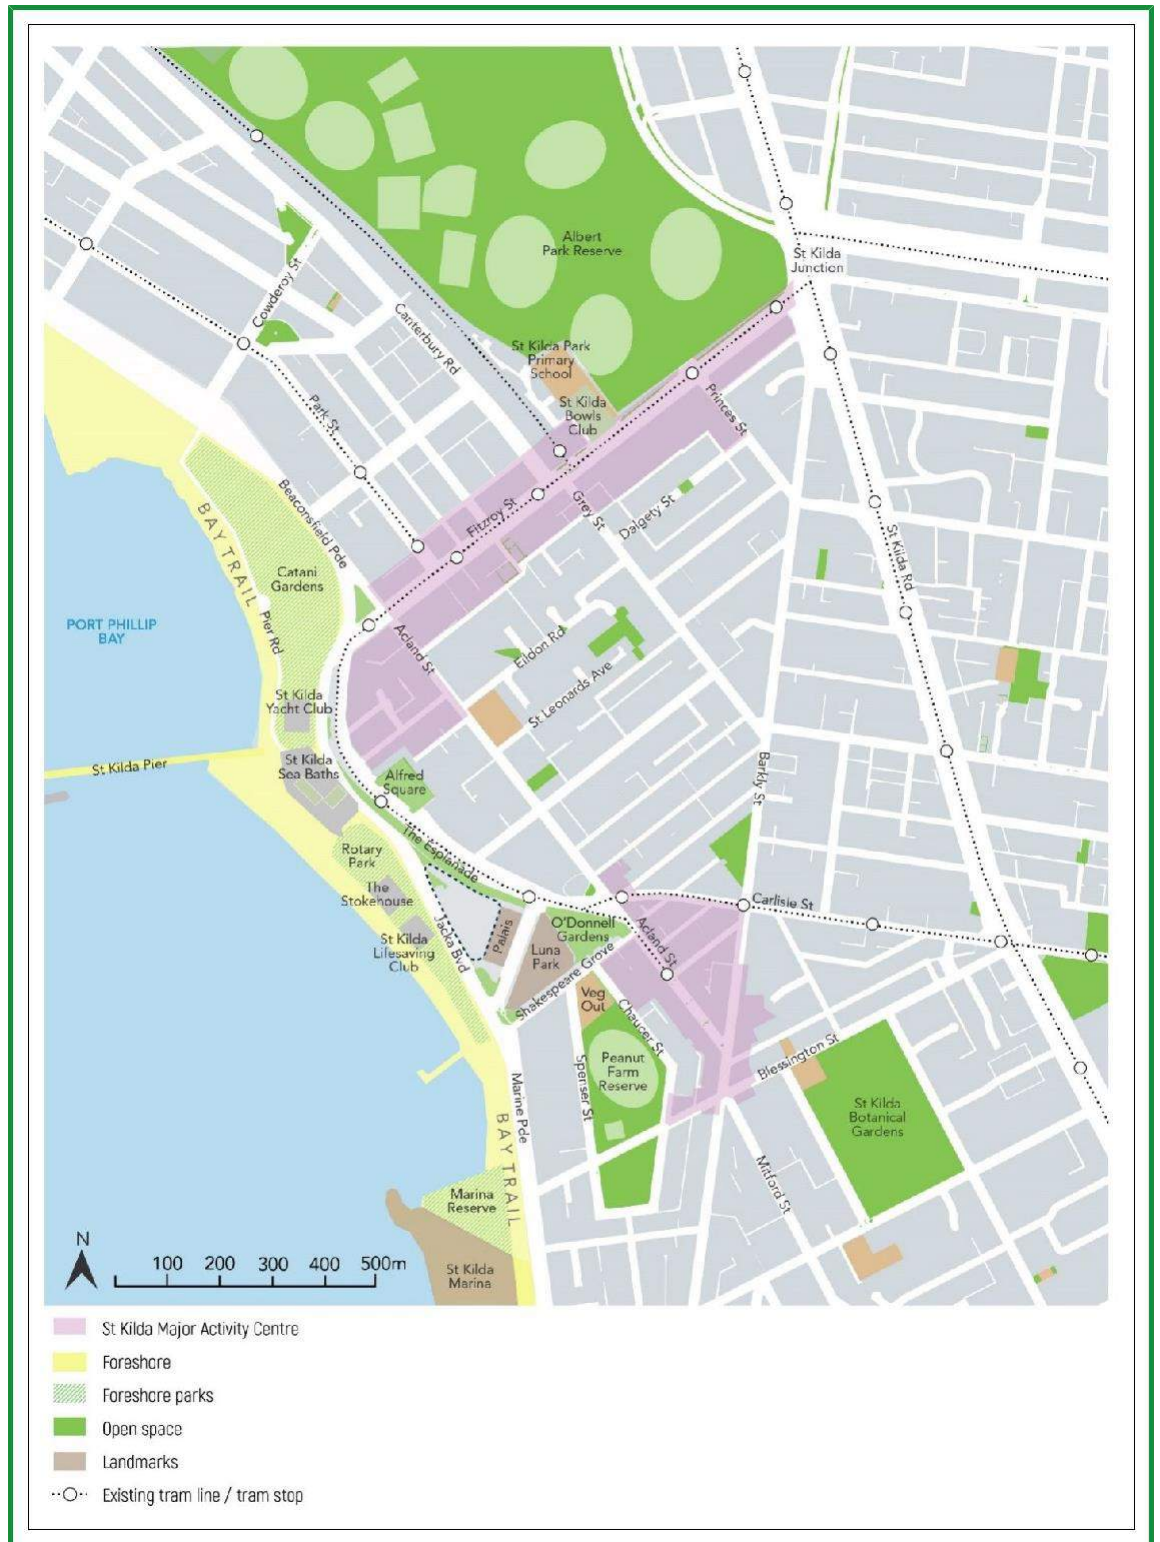 Albert
Park Reserve
St Kilda
Junction
Cowderoy St
Canterbury Rd
St Kilda Park
Primary
School
St Kilda
Bowls
Club
Princes St
Park St
Beaconsfield Pde
Fitzroy St
Grey St
Dalgety St
St Kilda Rd
BAY TRAIL
Catani
Gardens
PORT PHILLIP
BAY
Pier Rd
Acland St
Eildon Rd
St Leonards Ave
St Kilda
Yacht Club
St Kilda Pier
St Kilda
Sea Baths
Alfred
Square
Barkly St
The Esplanade
Rotary
Park
The
Stokehouse
Carlisle St
St Kilda
Lifesaving
Club
Jacka Blvd
Palais
Luna
Park
O'Donnell
Gardens
Acland St
Shakespeare Grove
Veg
Out
Chaucer St
Peanut
Farm
Reserve
Spenser St
Blessington St
St Kilda
Botanical
Gardens
Marine Pde
BAY TRAIL
Mitford St
Marina
Reserve
St Kilda
Marina
N
100 200 300 400 500m
St Kilda Major Activity Centre
Foreshore
Foreshore parks
Open space
Landmarks
Existing tram line / tram stop